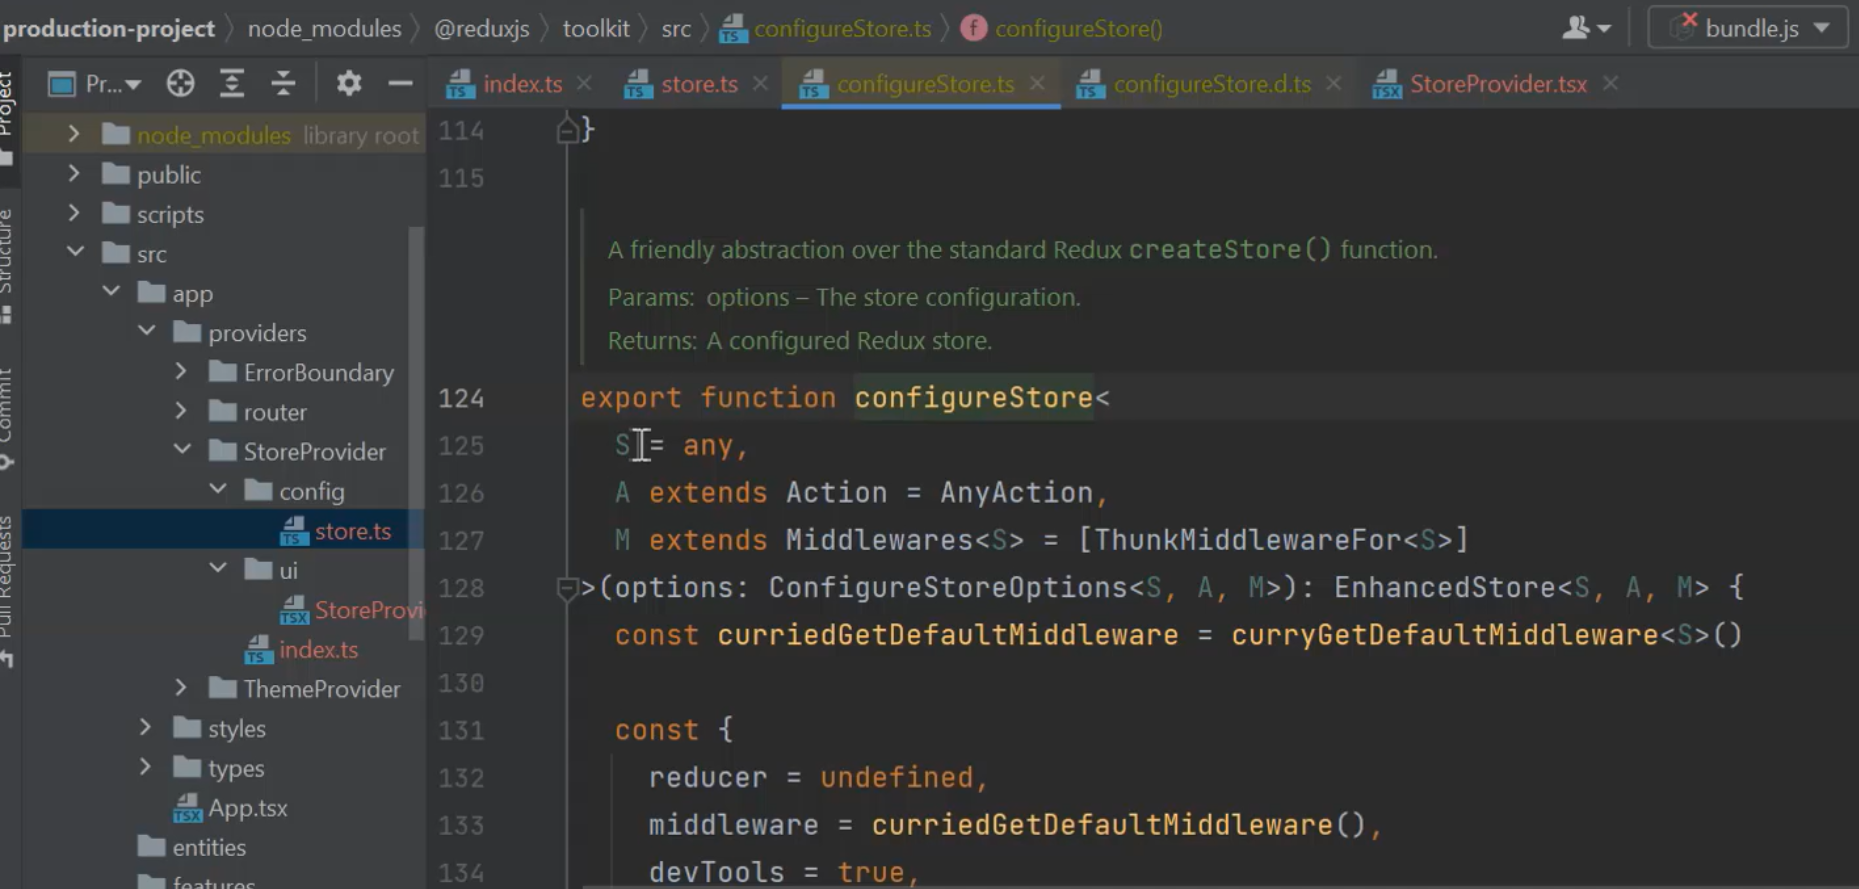 production-project node_modules @reduxjs toolkit src configureStore.ts configureStore() bundle.js
Pr... index.ts store.ts configureStore.ts configureStore.d.ts StoreProvider.tsx
Project
Structure
Commit
Pull Requests
node_modules library root
public
scripts
src
app
providers
ErrorBoundary
router
StoreProvider
config
store.ts
ui
StoreProvi
index.ts
ThemeProvider
styles
types
App.tsx
entities
features
114 }
115
A friendly abstraction over the standard Redux createStore() function.
Params: options – The store configuration.
Returns: A configured Redux store.
124 export function configureStore<
125 S = any,
126 A extends Action = AnyAction,
127 M extends Middlewares<S> = [ThunkMiddlewareFor<S>]
128 >(options: ConfigureStoreOptions<S, A, M>): EnhancedStore<S, A, M> {
129 const curriedGetDefaultMiddleware = curryGetDefaultMiddleware<S>()
130
131 const {
132 reducer = undefined,
133 middleware = curriedGetDefaultMiddleware(),
134 devTools = true,